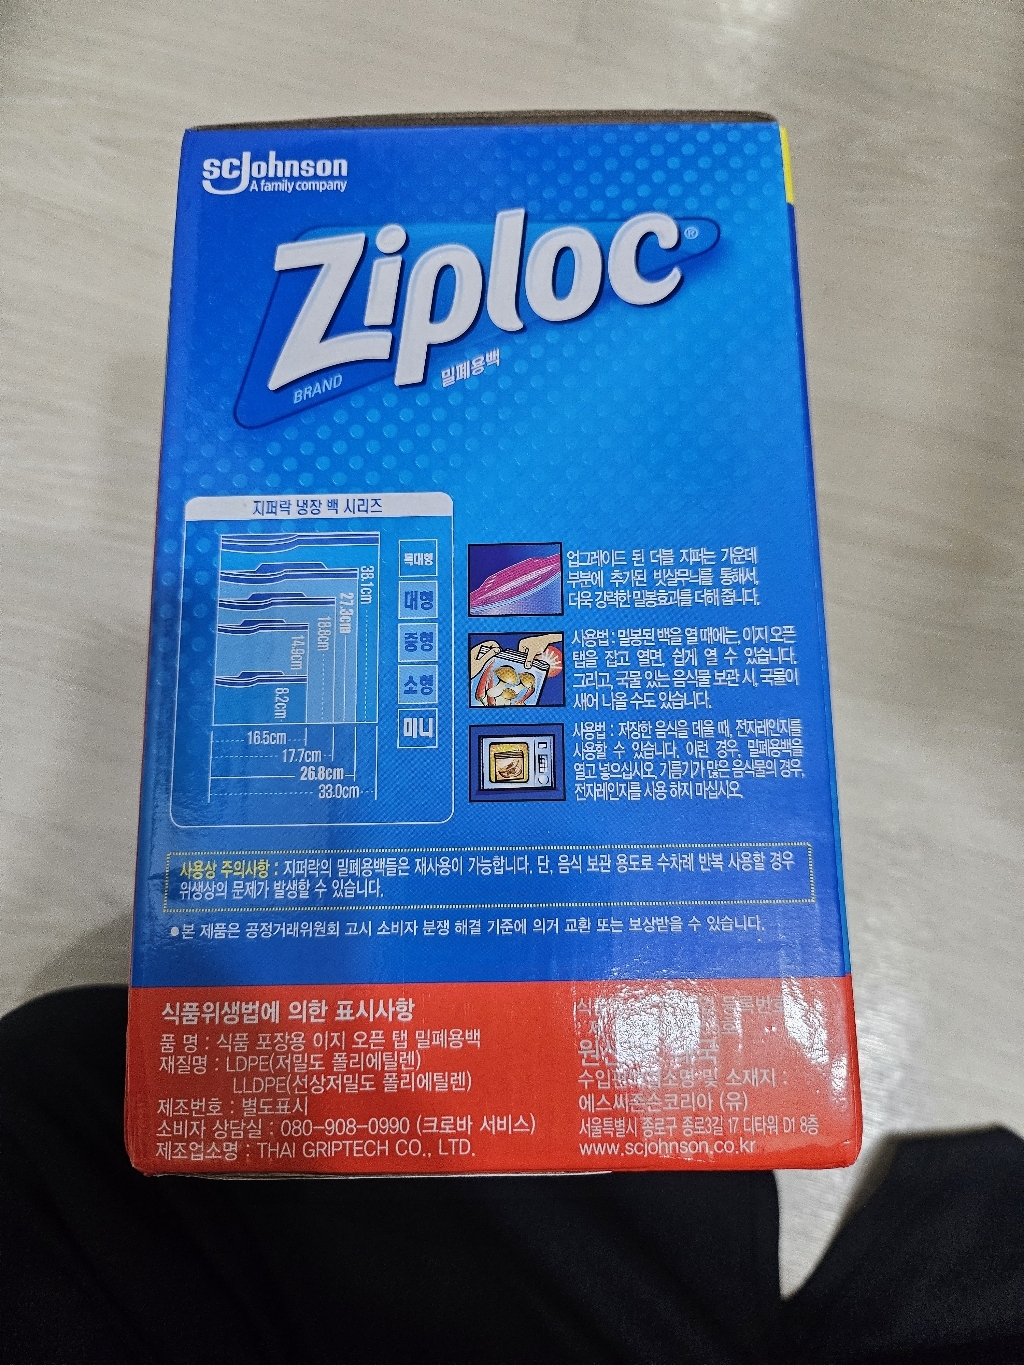 SCJohnson
A family company
Ziploc®
BRAND
밀폐용백
지퍼락 냉장 백 시리즈
특대형
대형
중형
소형
미니
38.1cm
27.3cm
18.8cm
14.9cm
8.2cm
16.5cm
17.7cm
26.8cm
33.0cm
업그레이드 된 더블 지퍼는 가운데
부분에 추가된 빗살무늬를 통해서,
더욱 강력한 밀봉효과를 더해 줍니다.
사용법 : 밀봉된 백을 열 때에는, 이지 오픈
탭을 잡고 열면, 쉽게 열 수 있습니다.
그리고, 국물 있는 음식물 보관 시, 국물이
새어 나올 수도 있습니다.
사용법 : 저장한 음식을 데울 때, 전자레인지를
사용할 수 있습니다. 이런 경우, 밀폐용백을
열고 넣으십시오. 기름기가 많은 음식물의 경우,
전자레인지를 사용 하지 마십시오.
사용상 주의사항 : 지퍼락의 밀폐용백들은 재사용이 가능합니다. 단, 음식 보관 용도로 수차례 반복 사용할 경우
위생상의 문제가 발생할 수 있습니다.
●본 제품은 공정거래위원회 고시 소비자 분쟁 해결 기준에 의거 교환 또는 보상받을 수 있습니다.
식품위생법에 의한 표시사항
품 명 : 식품 포장용 이지 오픈 탭 밀폐용백
재질명 : LDPE(저밀도 폴리에틸렌)
LLDPE(선상저밀도 폴리에틸렌)
제조번호 : 별도표시
소비자 상담실 : 080-908-0990 (크로바 서비스)
제조업소명 : THAI GRIPTECH CO., LTD.
등록번호
및 소재지 :
에스씨존슨코리아 (유)
서울특별시 종로구 종로3길 17 디타워 D1 8층
www.scjohnson.co.kr